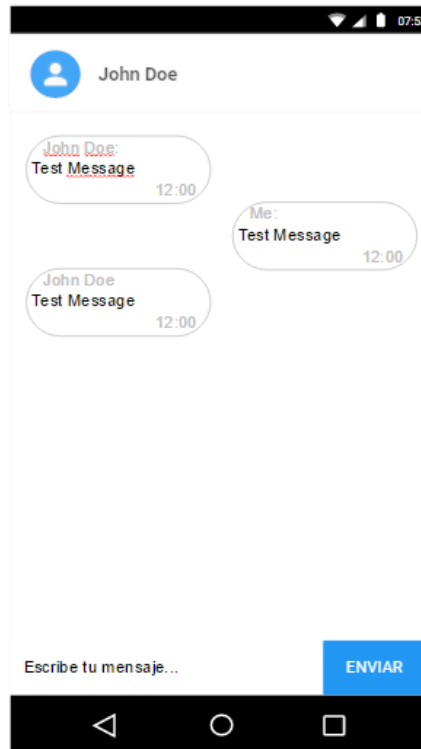 07:5
John Doe
John Doe:
Test Message
12:00
Me:
Test Message
12:00
John Doe
Test Message
12:00
Escribe tu mensaje...
ENVIAR